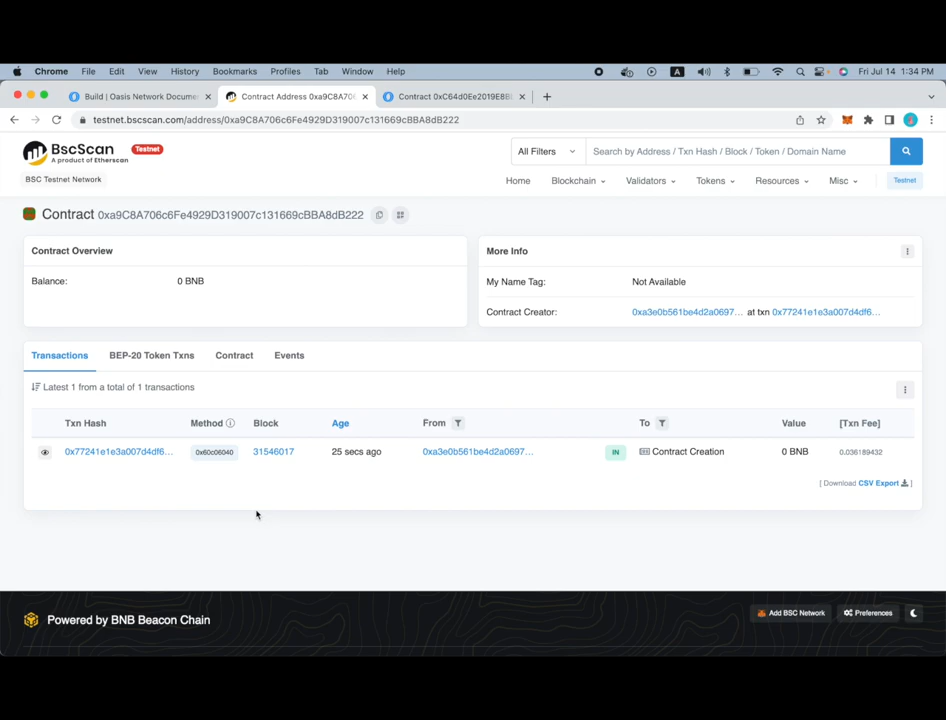 Chrome File Edit View History Bookmarks Profiles Tab Window Help A Fri Jul 14 1:34 PM
Build | Oasis Network Docume Contract Address 0xa9C8A706 Contract 0xC64d0Ee2019E8B
testnet.bscscan.com/address/0xa9C8A706c6Fe4929D319007c131669cBBA8dB222
BscScan Testnet
A product of Etherscan
All Filters Search by Address / Txn Hash / Block / Token / Domain Name
BSC Testnet Network
Home Blockchain Validators Tokens Resources Misc Testnet
Contract 0xa9C8A706c6Fe4929D319007c131669cBBA8dB222
Contract Overview
Balance: 0 BNB
More Info
My Name Tag: Not Available
Contract Creator: 0xa3e0b561be4d2a0697... at txn 0x77241e1e3a007d4df6...
Transactions BEP-20 Token Txns Contract Events
Latest 1 from a total of 1 transactions
Txn Hash Method Block Age From To Value [Txn Fee]
0x77241e1e3a007d4df6... 0x60c06040 31546017 25 secs ago 0xa3e0b561be4d2a0697... IN Contract Creation 0 BNB 0.036189432
[ Download CSV Export ]
Powered by BNB Beacon Chain
Add BSC Network Preferences